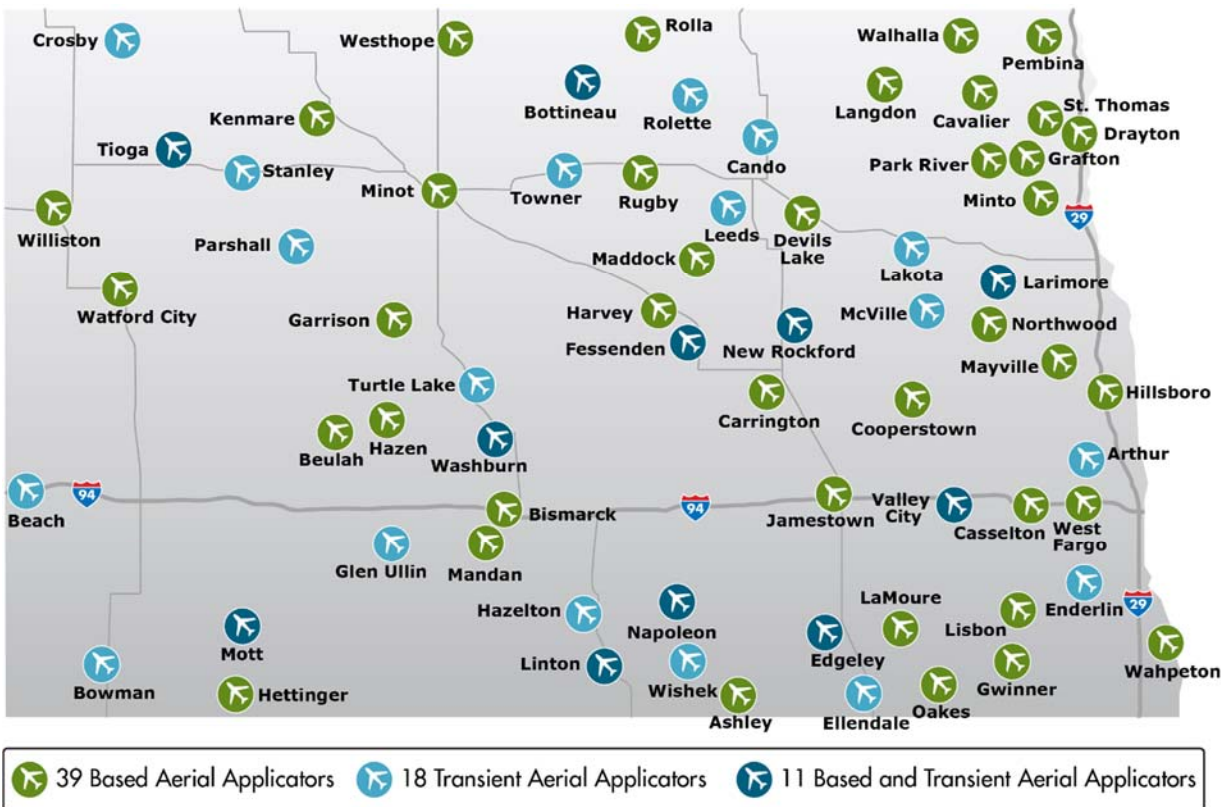 Crosby
Westhope
Rolla
Walhalla
Pembina
Bottineau
Rolette
Langdon
Cavalier
St. Thomas
Kenmare
Drayton
Tioga
Stanley
Cando
Park River
Grafton
Minot
Towner
Rugby
Minto
Williston
Parshall
Leeds
Devils
Lake
29
Maddock
Lakota
Larimore
Watford City
Garrison
Harvey
McVille
Northwood
Fessenden
New Rockford
Mayville
Turtle Lake
Hillsboro
Carrington
Cooperstown
Beulah
Hazen
Washburn
Arthur
Beach
94
Bismarck
94
Jamestown
Valley
City
Casselton
West
Fargo
Glen Ullin
Mandan
Hazelton
Napoleon
LaMoure
Enderlin
29
Lisbon
Mott
Linton
Edgeley
Wahpeton
Bowman
Hettinger
Wishek
Ashley
Ellendale
Oakes
Gwinner
39 Based Aerial Applicators
18 Transient Aerial Applicators
11 Based and Transient Aerial Applicators